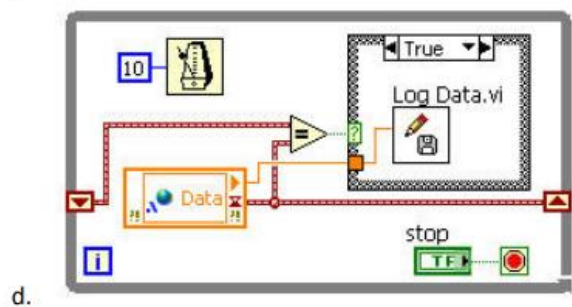 True
10
Log Data.vi
?
=
Data
stop
i
TF
d.